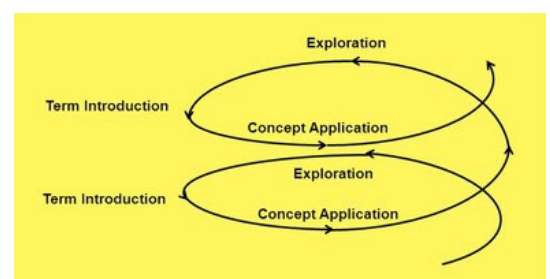 Exploration
Term Introduction
Concept Application
Exploration
Term Introduction
Concept Application